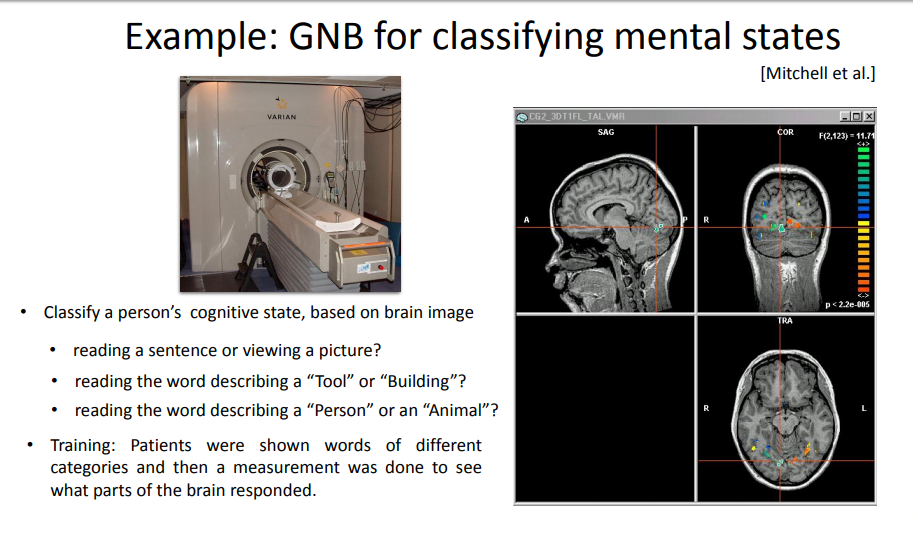 Example: GNB for classifying mental states
[Mitchell et al.]
VARIAN
CG2_3DT1FL_TAL.VMR
SAG
COR
F(2,123) = 11.71
<+>
A
P
R
<->
p < 2.2e-005
TRA
R
L
• Classify a person’s cognitive state, based on brain image
• reading a sentence or viewing a picture?
• reading the word describing a “Tool” or “Building”?
• reading the word describing a “Person” or an “Animal”?
• Training: Patients were shown words of different
categories and then a measurement was done to see
what parts of the brain responded.